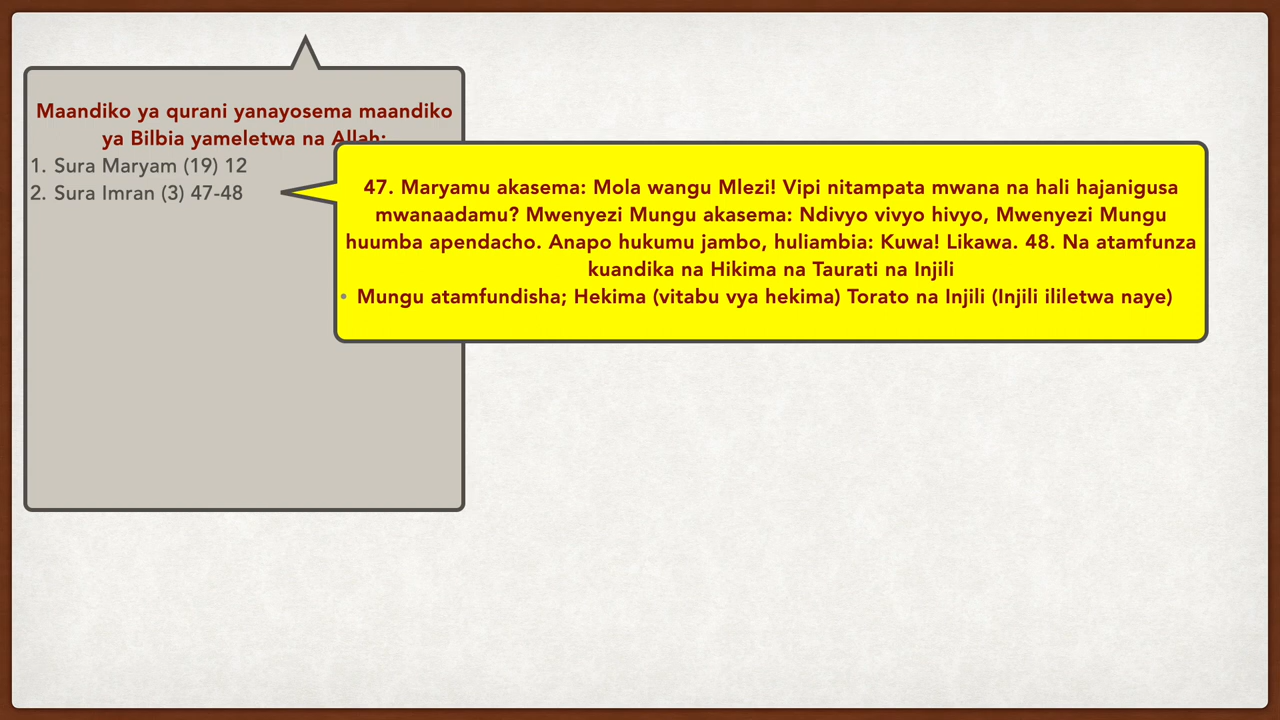 Maandiko ya qurani yanayosema maandiko
ya Bilbia yameletwa na Allah:
1. Sura Maryam (19) 12
2. Sura Imran (3) 47-48
47. Maryamu akasema: Mola wangu Mlezi! Vipi nitampata mwana na hali hajanigusa
mwanaadamu? Mwenyezi Mungu akasema: Ndivyo vivyo hivyo, Mwenyezi Mungu
huumba apendacho. Anapo hukumu jambo, huliambia: Kuwa! Likawa. 48. Na atamfunza
kuandika na Hikima na Taurati na Injili
• Mungu atamfundisha; Hekima (vitabu vya hekima) Torato na Injili (Injili ililetwa naye)